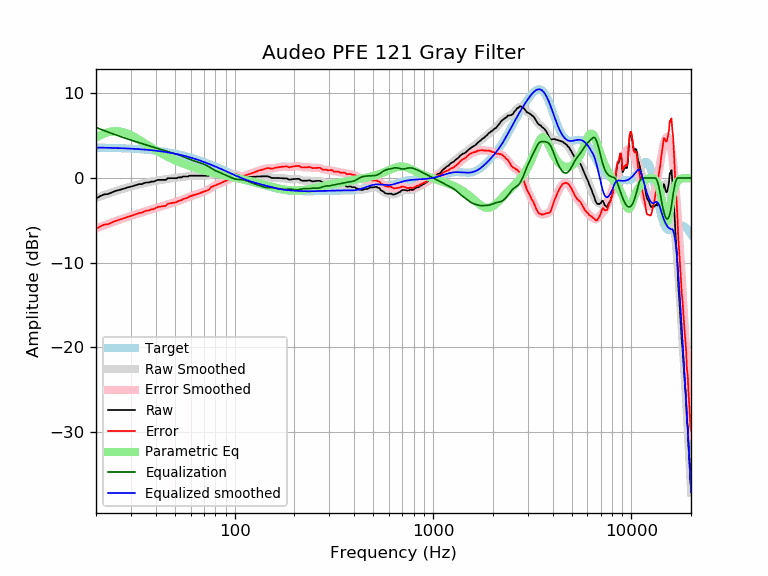 Audeo PFE 121 Gray Filter
Amplitude (dBr)
10
0
−10
−20
−30
Target
Raw Smoothed
Error Smoothed
Raw
Error
Parametric Eq
Equalization
Equalized smoothed
100
1000
10000
Frequency (Hz)